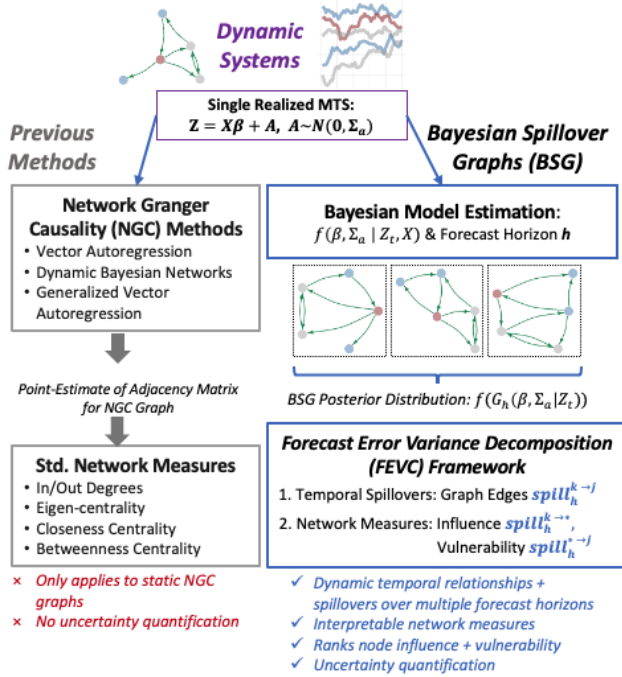 Dynamic
Systems
Single Realized MTS:
Z = Xβ + A, A~N(0, Σₐ)
Previous
Methods
Network Granger
Causality (NGC) Methods
• Vector Autoregression
• Dynamic Bayesian Networks
• Generalized Vector
Autoregression
Point-Estimate of Adjacency Matrix
for NGC Graph
Std. Network Measures
• In/Out Degrees
• Eigen-centrality
• Closeness Centrality
• Betweenness Centrality
× Only applies to static NGC
graphs
× No uncertainty quantification
Bayesian Spillover
Graphs (BSG)
Bayesian Model Estimation:
f(β, Σₐ | Zₜ, X) & Forecast Horizon h
BSG Posterior Distribution: f(Gₕ(β, Σₐ|Zₜ))
Forecast Error Variance Decomposition
(FEVC) Framework
1. Temporal Spillovers: Graph Edges spillₕᵏ→ʲ
2. Network Measures: Influence spillₕᵏ→*,
Vulnerability spillₕ*→ʲ
✓ Dynamic temporal relationships +
spillovers over multiple forecast horizons
✓ Interpretable network measures
✓ Ranks node influence + vulnerability
✓ Uncertainty quantification